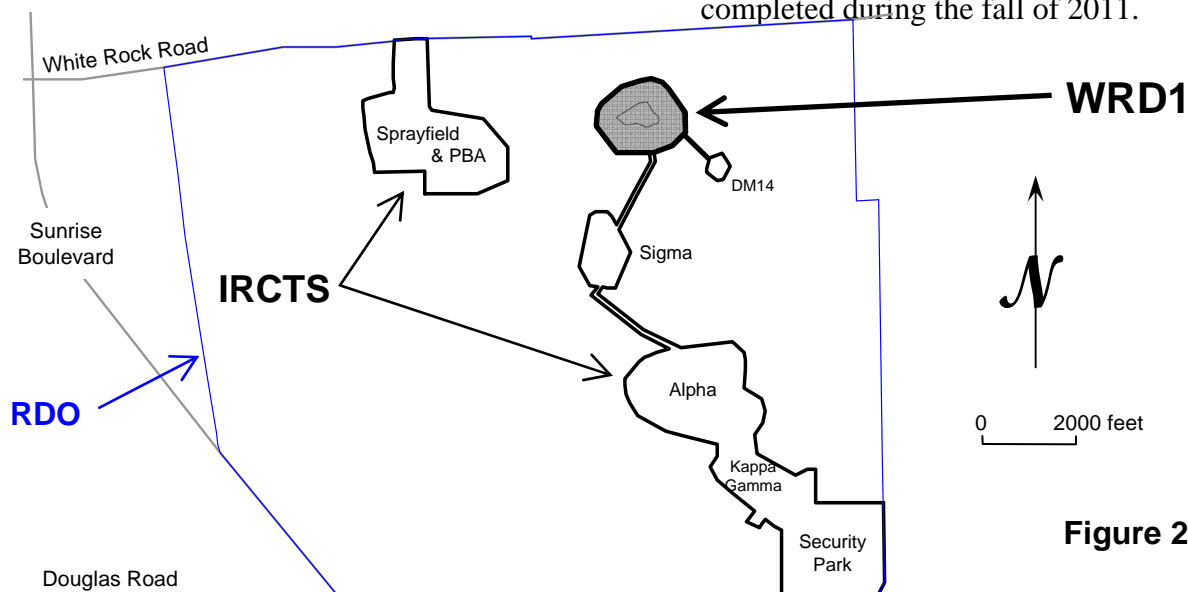 completed during the fall of 2011.
White Rock Road
WRD1
Sprayfield
& PBA
DM14
Sunrise
Boulevard
Sigma
N
IRCTS
RDO
Alpha
0 2000 feet
Kappa
Gamma
Figure 2
Security
Park
Douglas Road